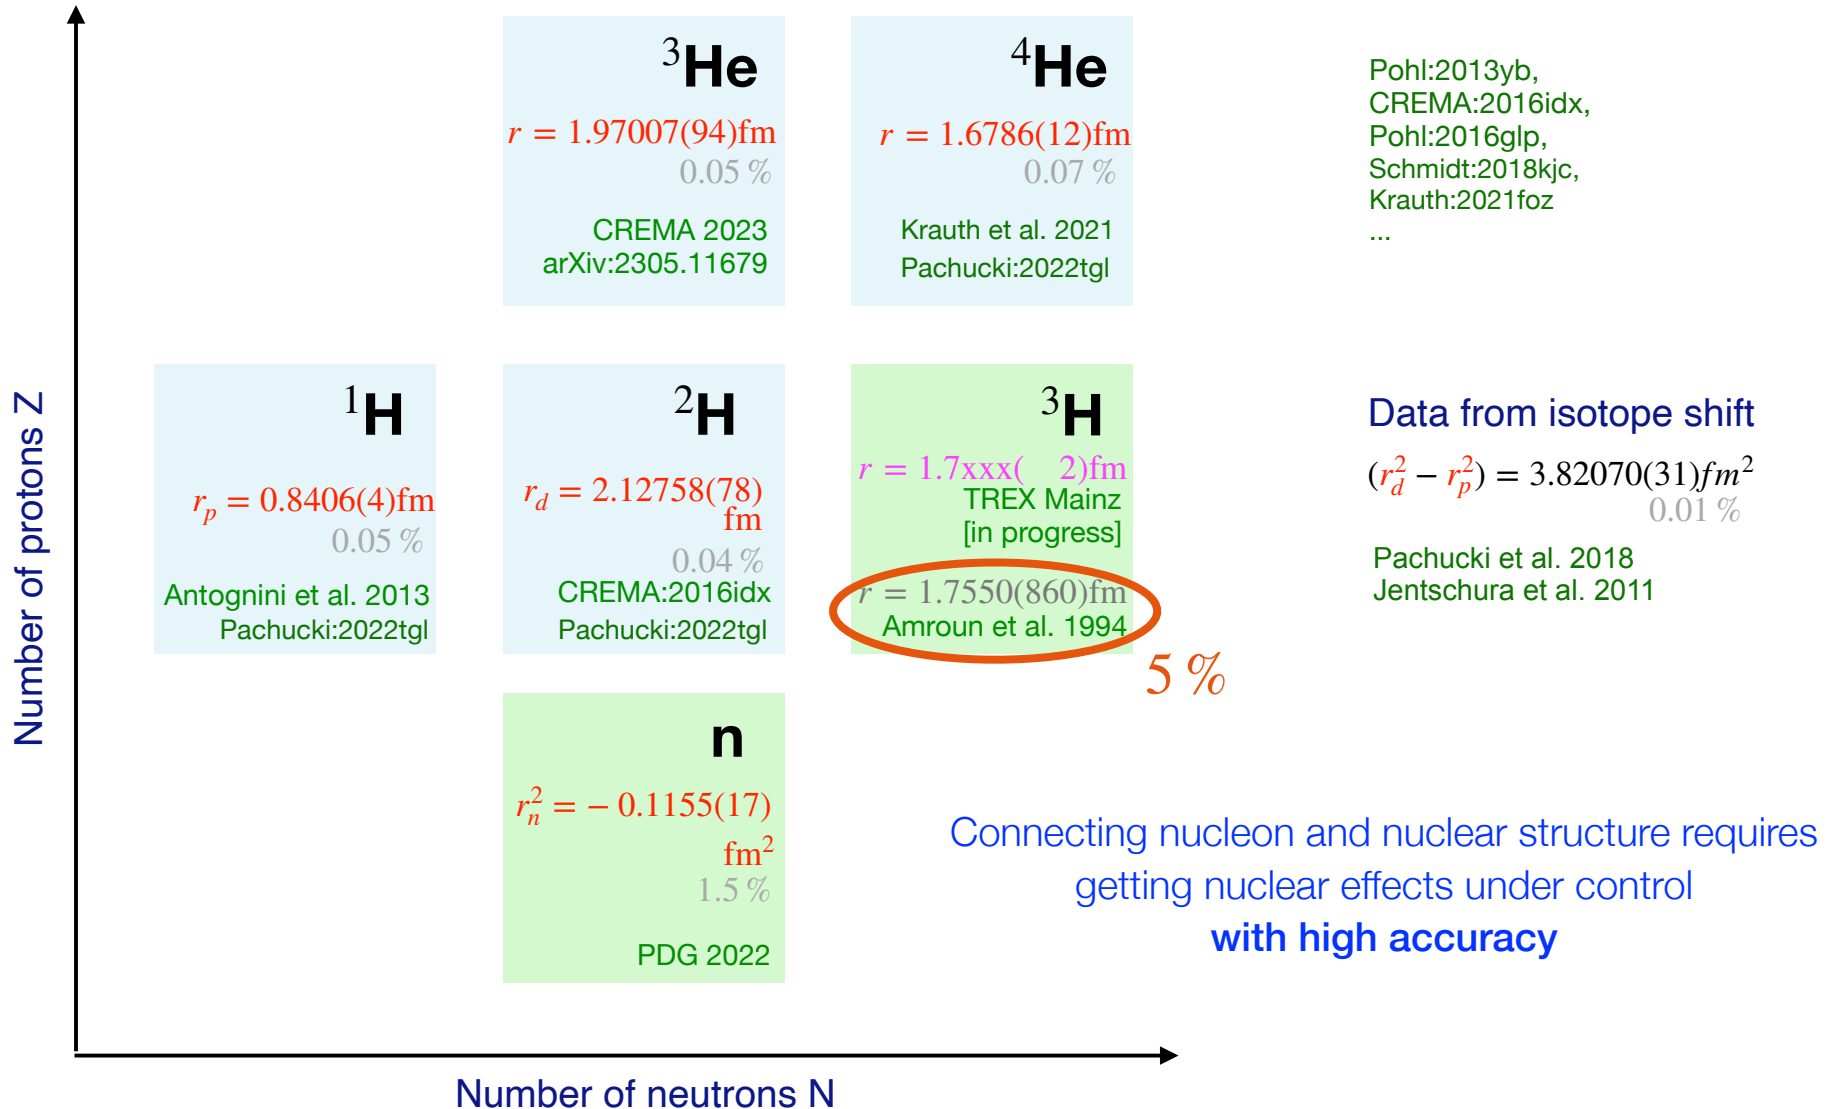 Number of protons Z
³He
r = 1.97007(94)fm
0.05 %
CREMA 2023
arXiv:2305.11679
⁴He
r = 1.6786(12)fm
0.07 %
Krauth et al. 2021
Pachucki:2022tgl
Pohl:2013yb,
CREMA:2016idx,
Pohl:2016glp,
Schmidt:2018kjc,
Krauth:2021foz
...
¹H
r_p = 0.8406(4)fm
0.05 %
Antognini et al. 2013
Pachucki:2022tgl
²H
r_d = 2.12758(78)
fm
0.04 %
CREMA:2016idx
Pachucki:2022tgl
³H
r = 1.7xxx( 2)fm
TREX Mainz
[in progress]
r = 1.7550(860)fm
Amroun et al. 1994
5 %
Data from isotope shift
(r_d² − r_p²) = 3.82070(31)fm²
0.01 %
Pachucki et al. 2018
Jentschura et al. 2011
n
r_n² = − 0.1155(17)
fm²
1.5 %
PDG 2022
Connecting nucleon and nuclear structure requires
getting nuclear effects under control
with high accuracy
Number of neutrons N